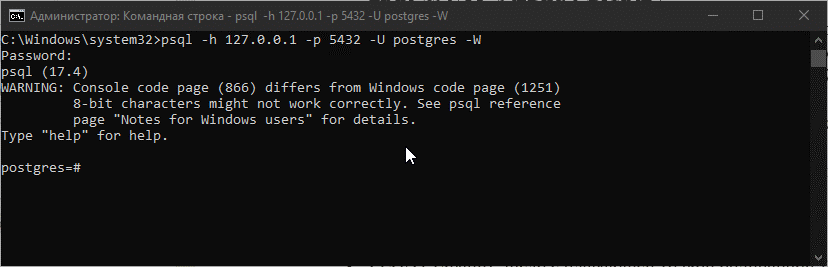 Администратор: Командная строка - psql -h 127.0.0.1 -p 5432 -U postgres -W
C:\Windows\system32>psql -h 127.0.0.1 -p 5432 -U postgres -W
Password:
psql (17.4)
WARNING: Console code page (866) differs from Windows code page (1251)
         8-bit characters might not work correctly. See psql reference
         page "Notes for Windows users" for details.
Type "help" for help.

postgres=#